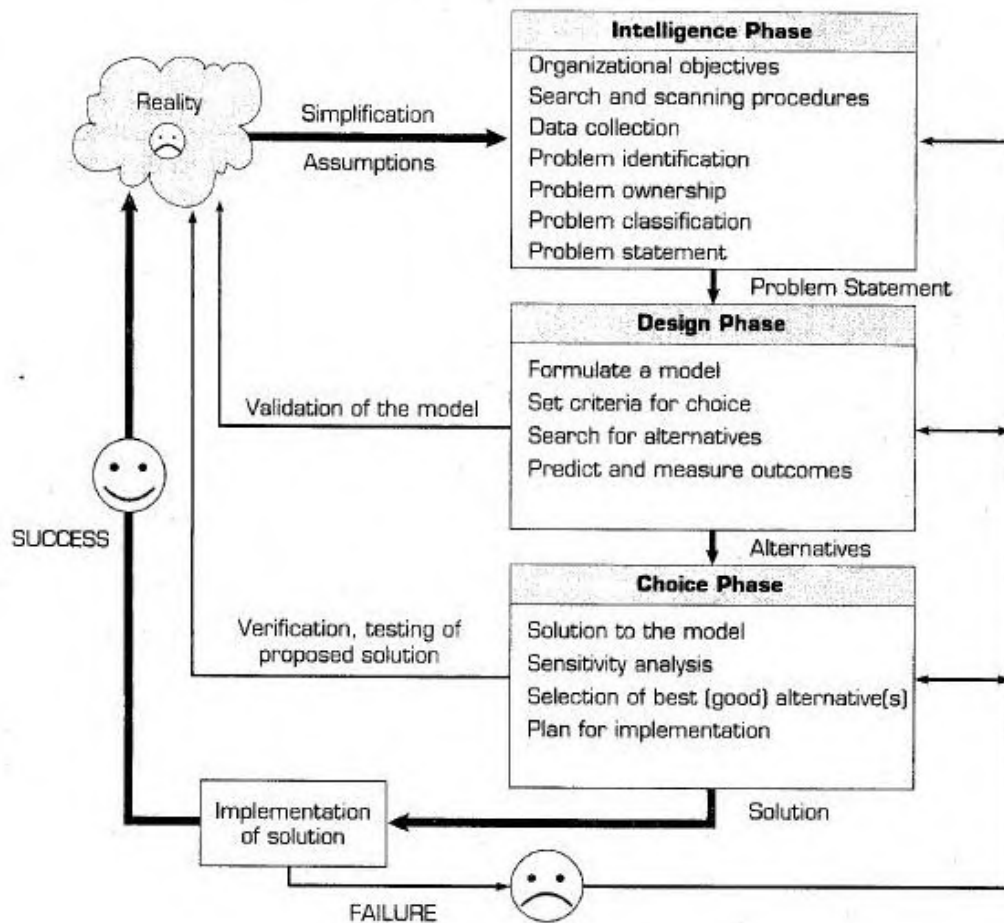 Reality
Simplification
Assumptions
Intelligence Phase
Organizational objectives
Search and scanning procedures
Data collection
Problem identification
Problem ownership
Problem classification
Problem statement
Problem Statement
Design Phase
Formulate a model
Set criteria for choice
Search for alternatives
Predict and measure outcomes
Validation of the model
SUCCESS
Alternatives
Choice Phase
Solution to the model
Sensitivity analysis
Selection of best (good) alternative(s)
Plan for implementation
Verification, testing of
proposed solution
Solution
Implementation
of solution
FAILURE